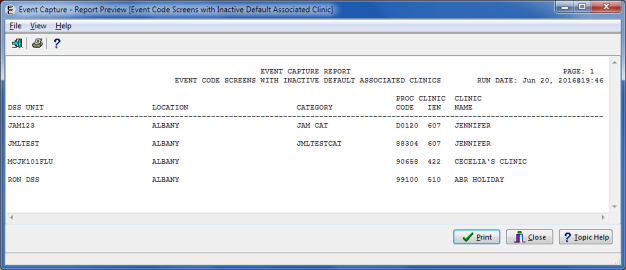 Event Capture - Report Preview [Event Code Screens with Inactive Default Associated Clinic]
File View Help
?
EVENT CAPTURE REPORT PAGE: 1
EVENT CODE SCREENS WITH INACTIVE DEFAULT ASSOCIATED CLINICS RUN DATE: Jun 20, 2016@19:46
PROC CLINIC CLINIC
DSS UNIT LOCATION CATEGORY CODE IEN NAME
JAM123 ALBANY JAM CAT D0120 607 JENNIFER
JMLTEST ALBANY JMLTESTCAT 88304 607 JENNIFER
MCJK101FLU ALBANY 90658 422 CECELIA'S CLINIC
RON DSS ALBANY 99100 510 ABR HOLIDAY
Print Close ? Topic Help